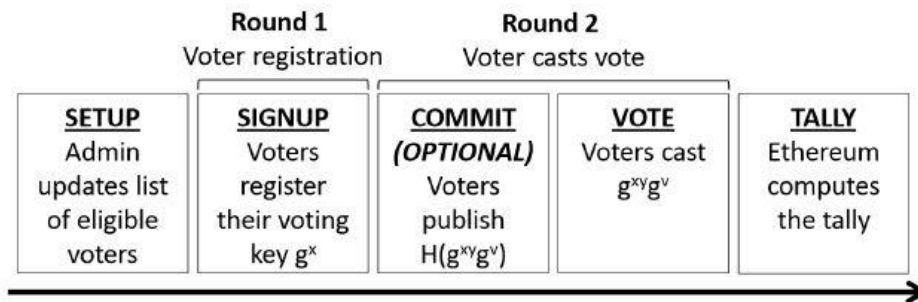 Round 1
Voter registration
Round 2
Voter casts vote
SETUP
Admin
updates list
of eligible
voters
SIGNUP
Voters
register
their voting
key gˣ
COMMIT
(OPTIONAL)
Voters
publish
H(gˣʸgᵛ)
VOTE
Voters cast
gˣʸgᵛ
TALLY
Ethereum
computes
the tally